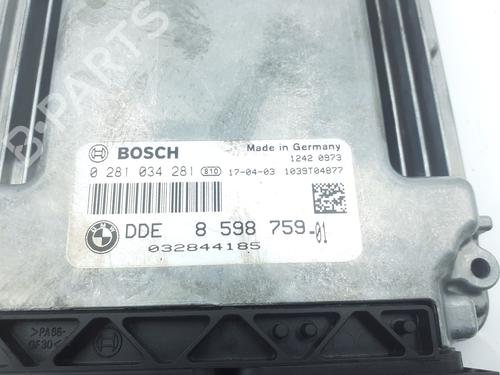 B-PARTS
BOSCH
Made in Germany
1242 0973
0 281 034 281 810 17-04-03 1039T04877
BMW
DDE 8 598 759-01
032844185
>PA66-
GF30<